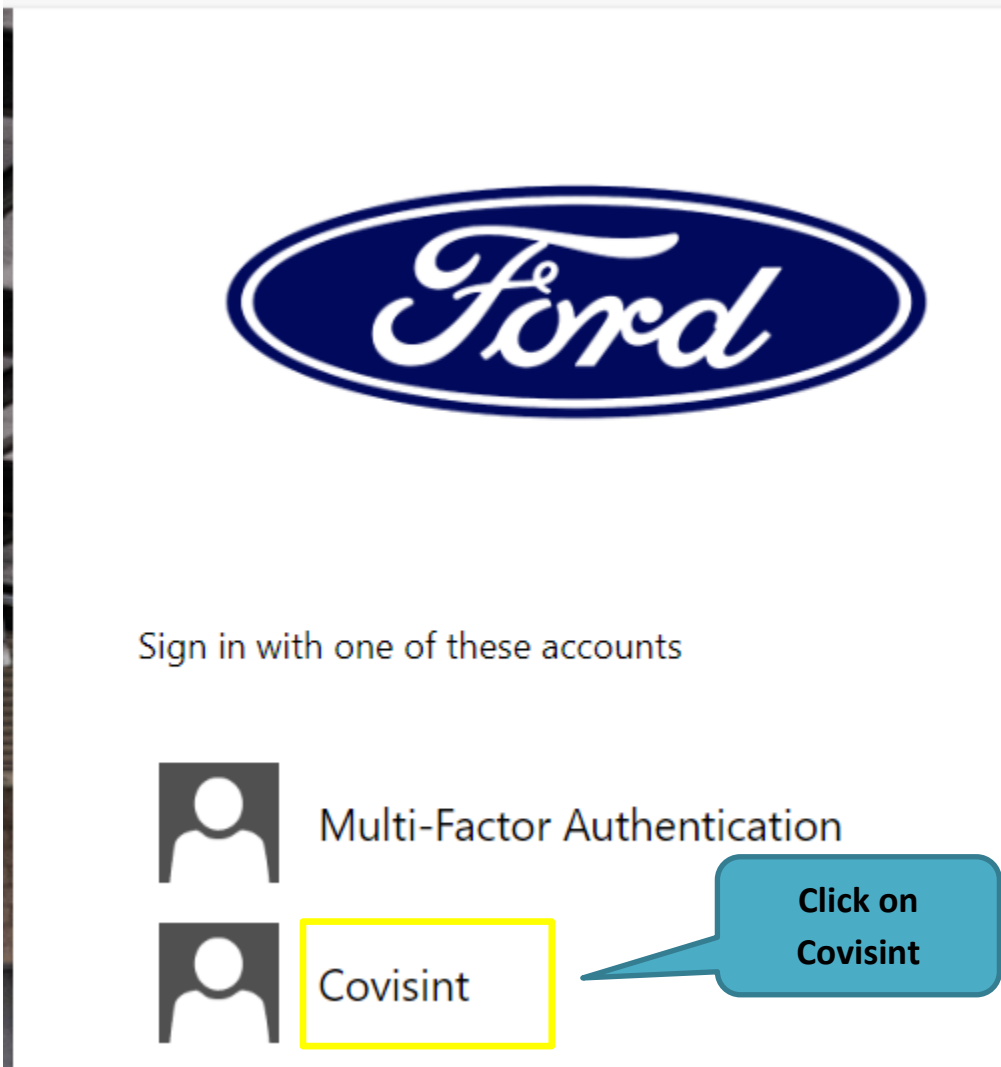 Ford
Sign in with one of these accounts
Multi-Factor Authentication
Click on
Covisint
Covisint